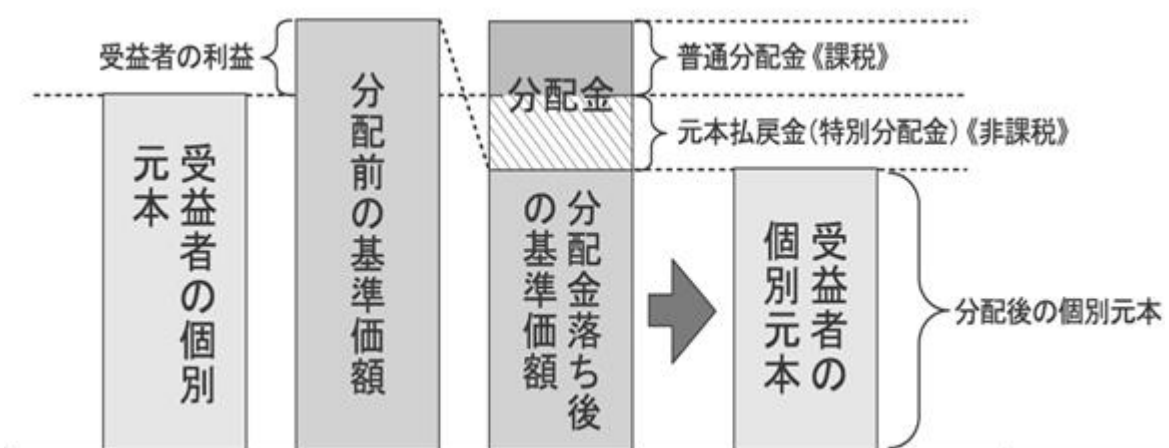 受益者の利益
受益者の個別
元本
分配前の基準価額
分配金
分配金落ち後
の基準価額
普通分配金《課税》
元本払戻金(特別分配金)《非課税》
受益者の
個別元本
分配後の個別元本